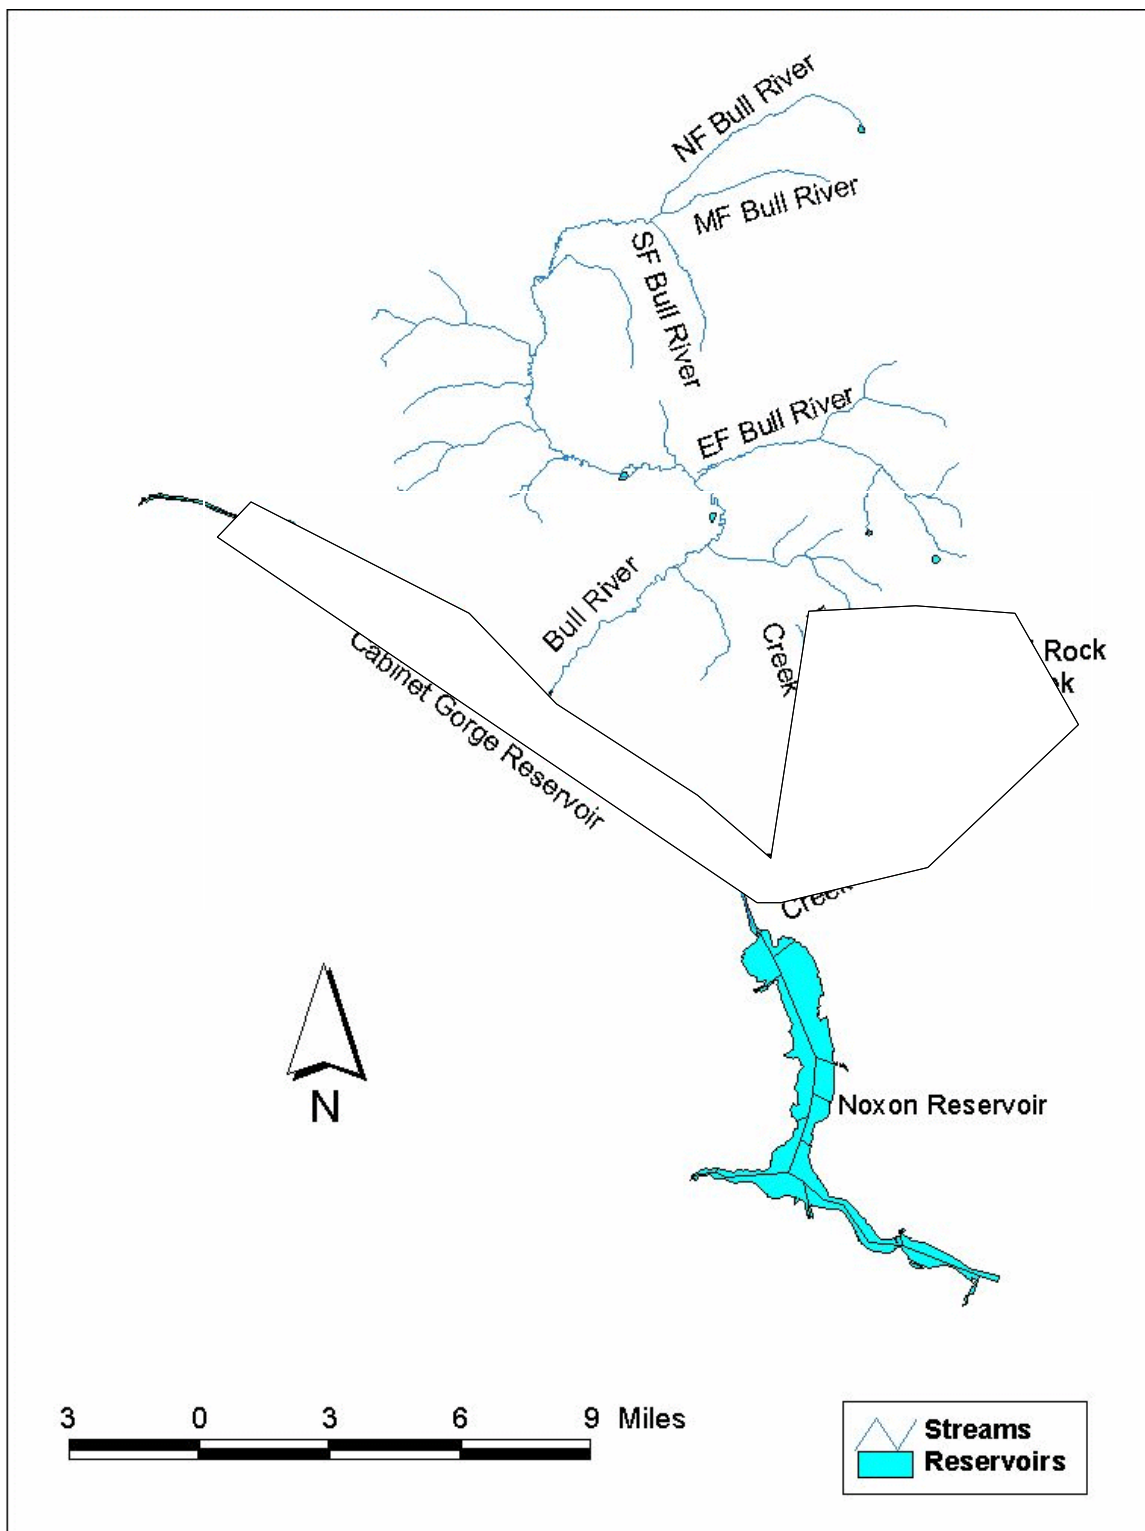 NF Bull River
MF Bull River
SF Bull River
EF Bull River
Bull River
Creek
Rock
Cabinet Gorge Reservoir
Creek
N
Noxon Reservoir
3 0 3 6 9 Miles
Streams
Reservoirs